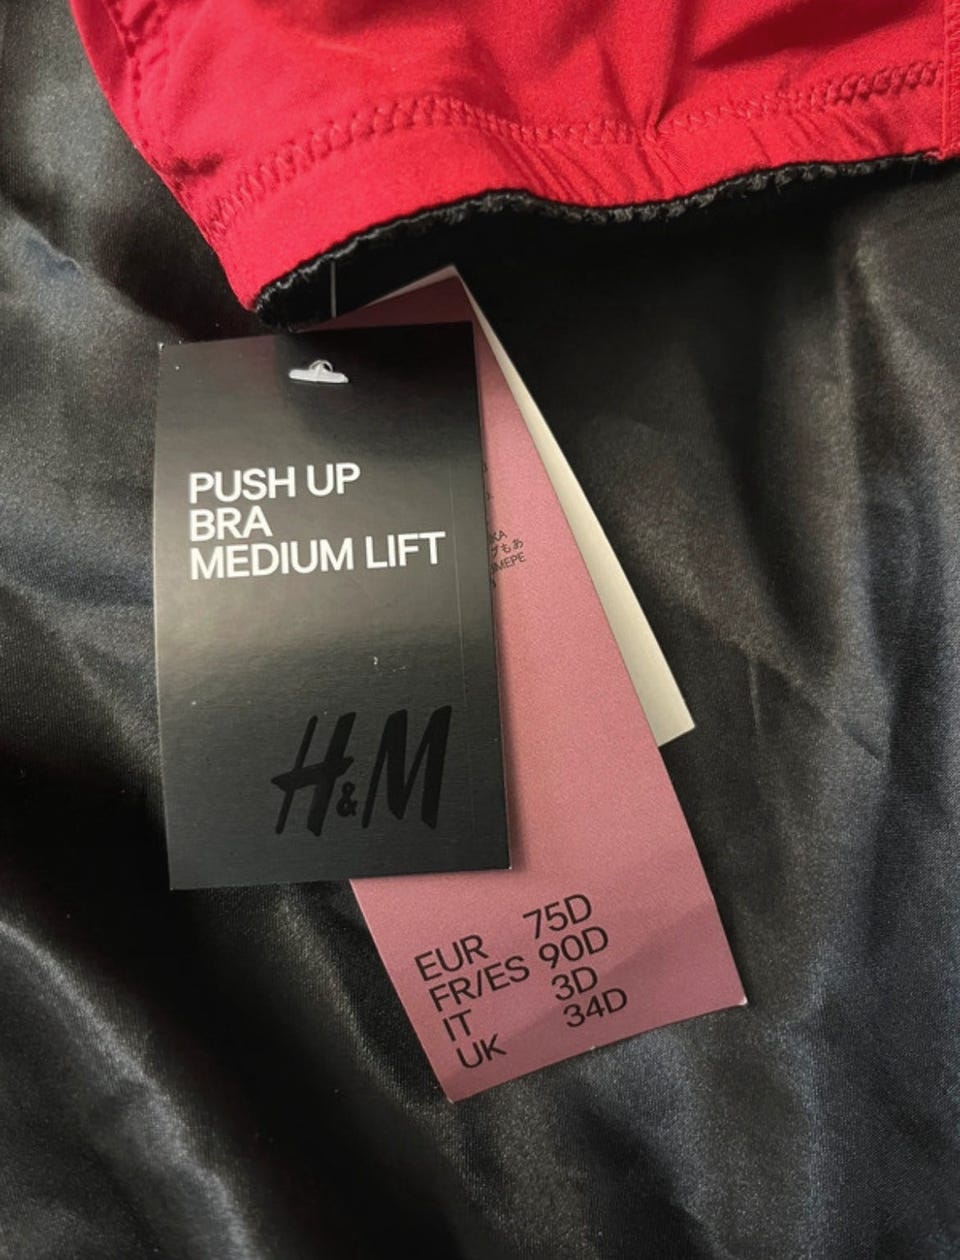 PUSH UP
BRA
MEDIUM LIFT
H&M
EUR 75D
FR/ES 90D
IT 3D
UK 34D